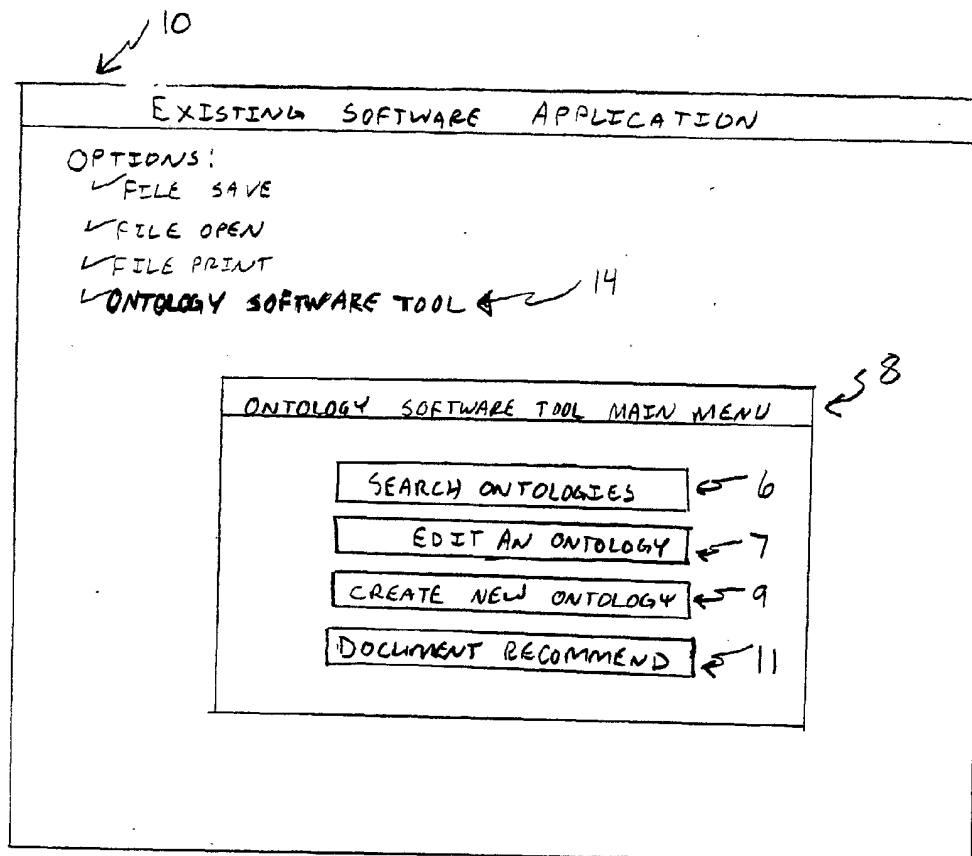 10
EXISTING SOFTWARE APPLICATION
OPTIONS:
FILE SAVE
FILE OPEN
FILE PRINT
ONTOLOGY SOFTWARE TOOL 14
8
ONTOLOGY SOFTWARE TOOL MAIN MENU
SEARCH ONTOLOGIES 6
EDIT AN ONTOLOGY 7
CREATE NEW ONTOLOGY 9
DOCUMENT RECOMMEND 11